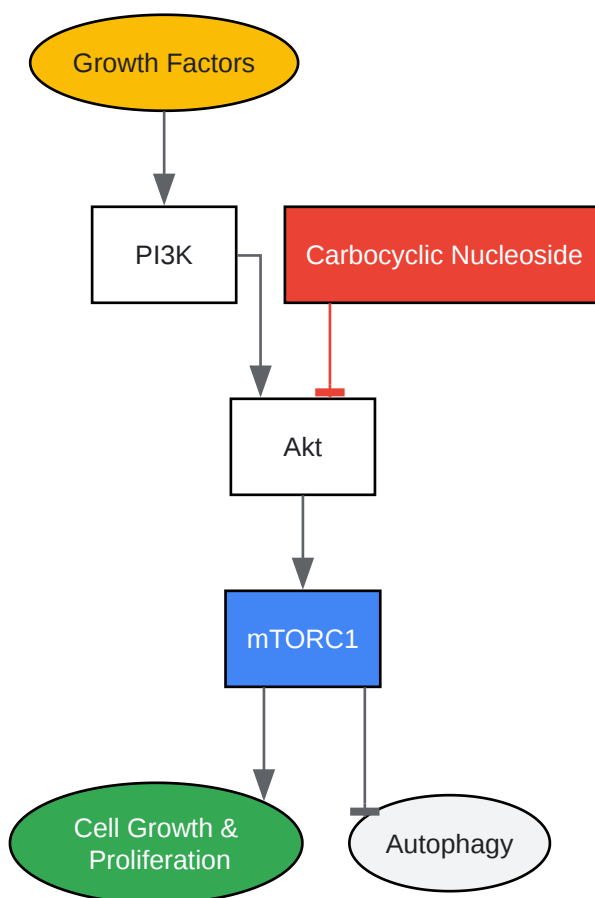 Growth Factors
PI3K
Carbocyclic Nucleoside
Akt
mTORC1
Cell Growth &
Proliferation
Autophagy